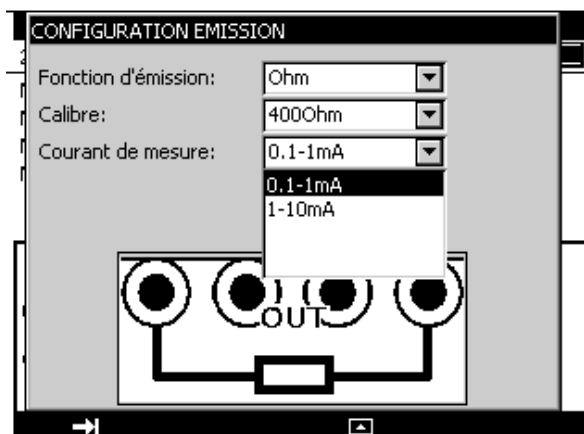 CONFIGURATION EMISSION
Fonction d'émission: Ohm
Calibre: 400Ohm
Courant de mesure: 0.1-1mA
0.1-1mA
1-10mA
OUT